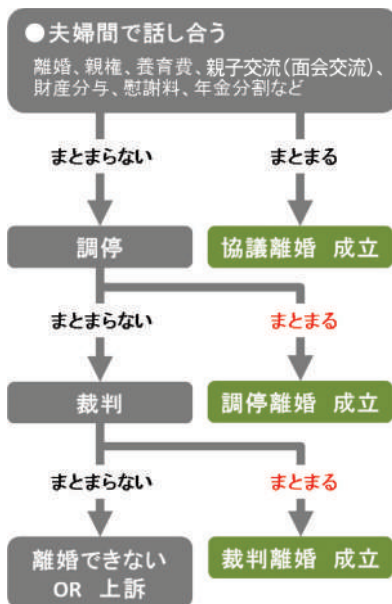 ●夫婦間で話し合う
離婚、親権、養育費、親子交流(面会交流)、
財産分与、慰謝料、年金分割など
まとまらない
まとまる
調停
協議離婚 成立
まとまらない
まとまる
裁判
調停離婚 成立
まとまらない
まとまる
離婚できない
OR 上訴
裁判離婚 成立